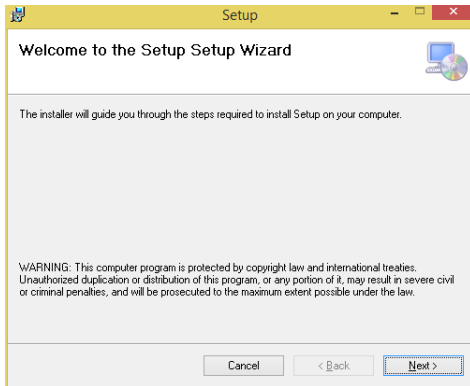 Setup
Welcome to the Setup Setup Wizard
The installer will guide you through the steps required to install Setup on your computer.
WARNING: This computer program is protected by copyright law and international treaties.
Unauthorized duplication or distribution of this program, or any portion of it, may result in severe civil
or criminal penalties, and will be prosecuted to the maximum extent possible under the law.
Cancel < Back Next >